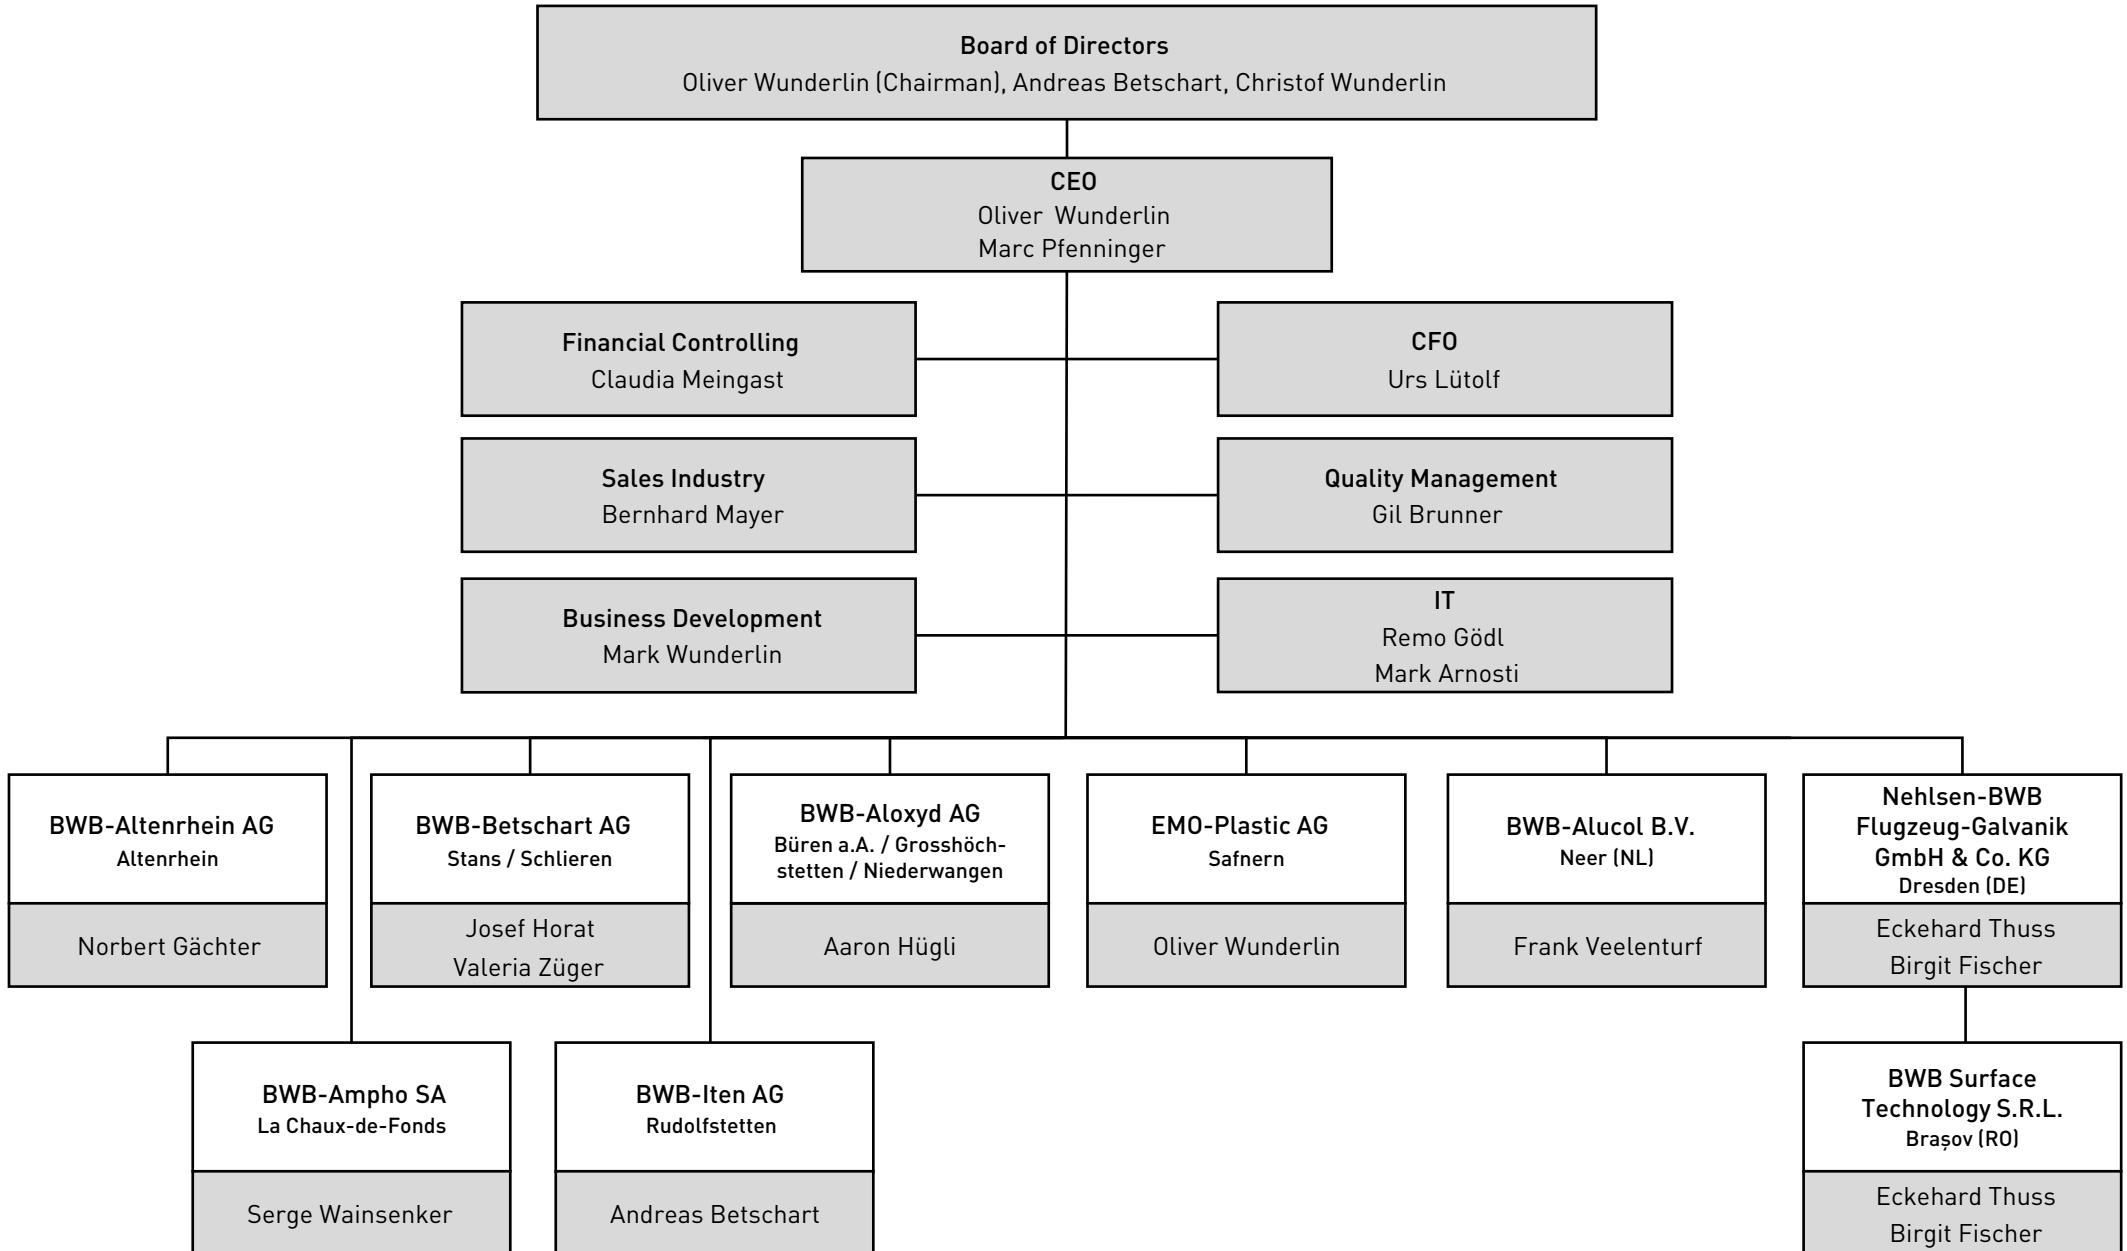 Board of Directors
Oliver Wunderlin (Chairman), Andreas Betschart, Christof Wunderlin
CEO
Oliver Wunderlin
Marc Pfenninger
Financial Controlling
Claudia Meingast
CFO
Urs Lütolf
Sales Industry
Bernhard Mayer
Quality Management
Gil Brunner
Business Development
Mark Wunderlin
IT
Remo Gödl
Mark Arnosti
BWB-Altenrhein AG
Altenrhein
Norbert Gächter
BWB-Betschart AG
Stans / Schlieren
Josef Horat
Valeria Züger
BWB-Aloxyd AG
Büren a.A. / Grosshöch-
stetten / Niederwangen
Aaron Hügli
EMO-Plastic AG
Safnern
Oliver Wunderlin
BWB-Alucol B.V.
Neer (NL)
Frank Veelenturf
Nehlsen-BWB
Flugzeug-Galvanik
GmbH & Co. KG
Dresden (DE)
Eckehard Thuss
Birgit Fischer
BWB-Ampho SA
La Chaux-de-Fonds
Serge Wainsenker
BWB-Iten AG
Rudolfstetten
Andreas Betschart
BWB Surface
Technology S.R.L.
Brașov (RO)
Eckehard Thuss
Birgit Fischer